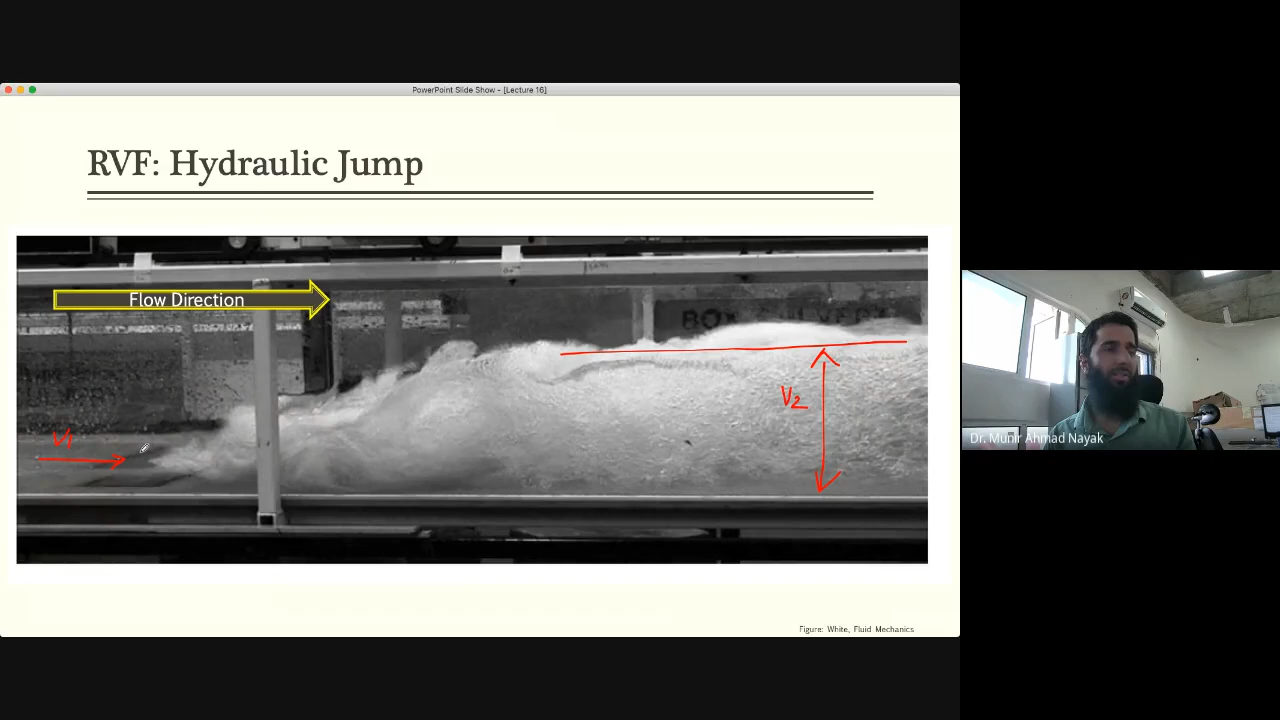 PowerPoint Slide Show - [Lecture 16]
RVF: Hydraulic Jump
Flow Direction
V1
V2
Dr. Munir Ahmad Nayak
Figure: White, Fluid Mechanics